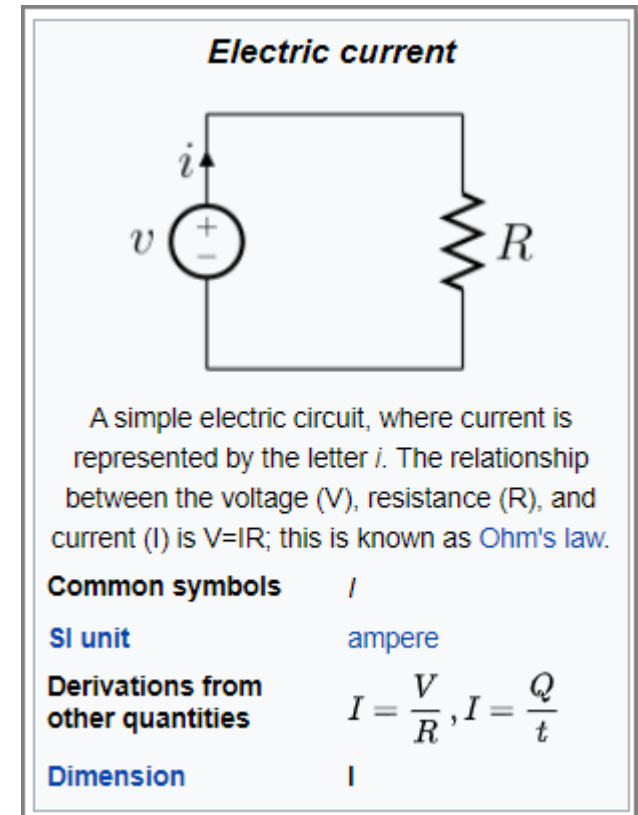 Electric current
i
v
+
−
R
A simple electric circuit, where current is
represented by the letter i. The relationship
between the voltage (V), resistance (R), and
current (I) is V=IR; this is known as Ohm's law.
Common symbols I
SI unit ampere
Derivations from
other quantities I = V/R , I = Q/t
Dimension I